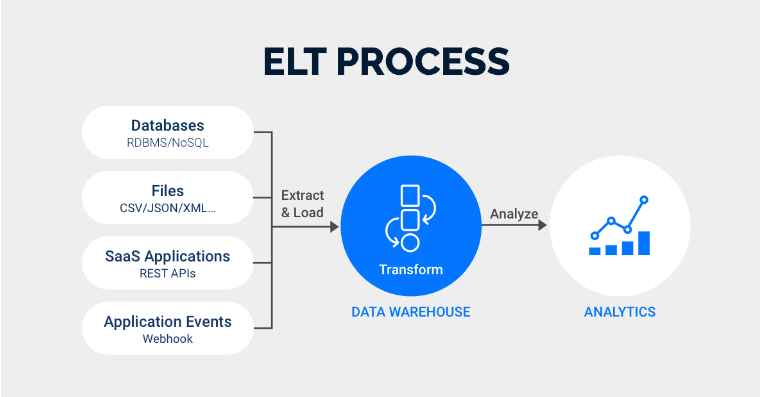 ELT PROCESS
Databases
RDBMS/NoSQL
Files
CSV/JSON/XML...
SaaS Applications
REST APIs
Application Events
Webhook
Extract
& Load
Transform
DATA WAREHOUSE
Analyze
ANALYTICS